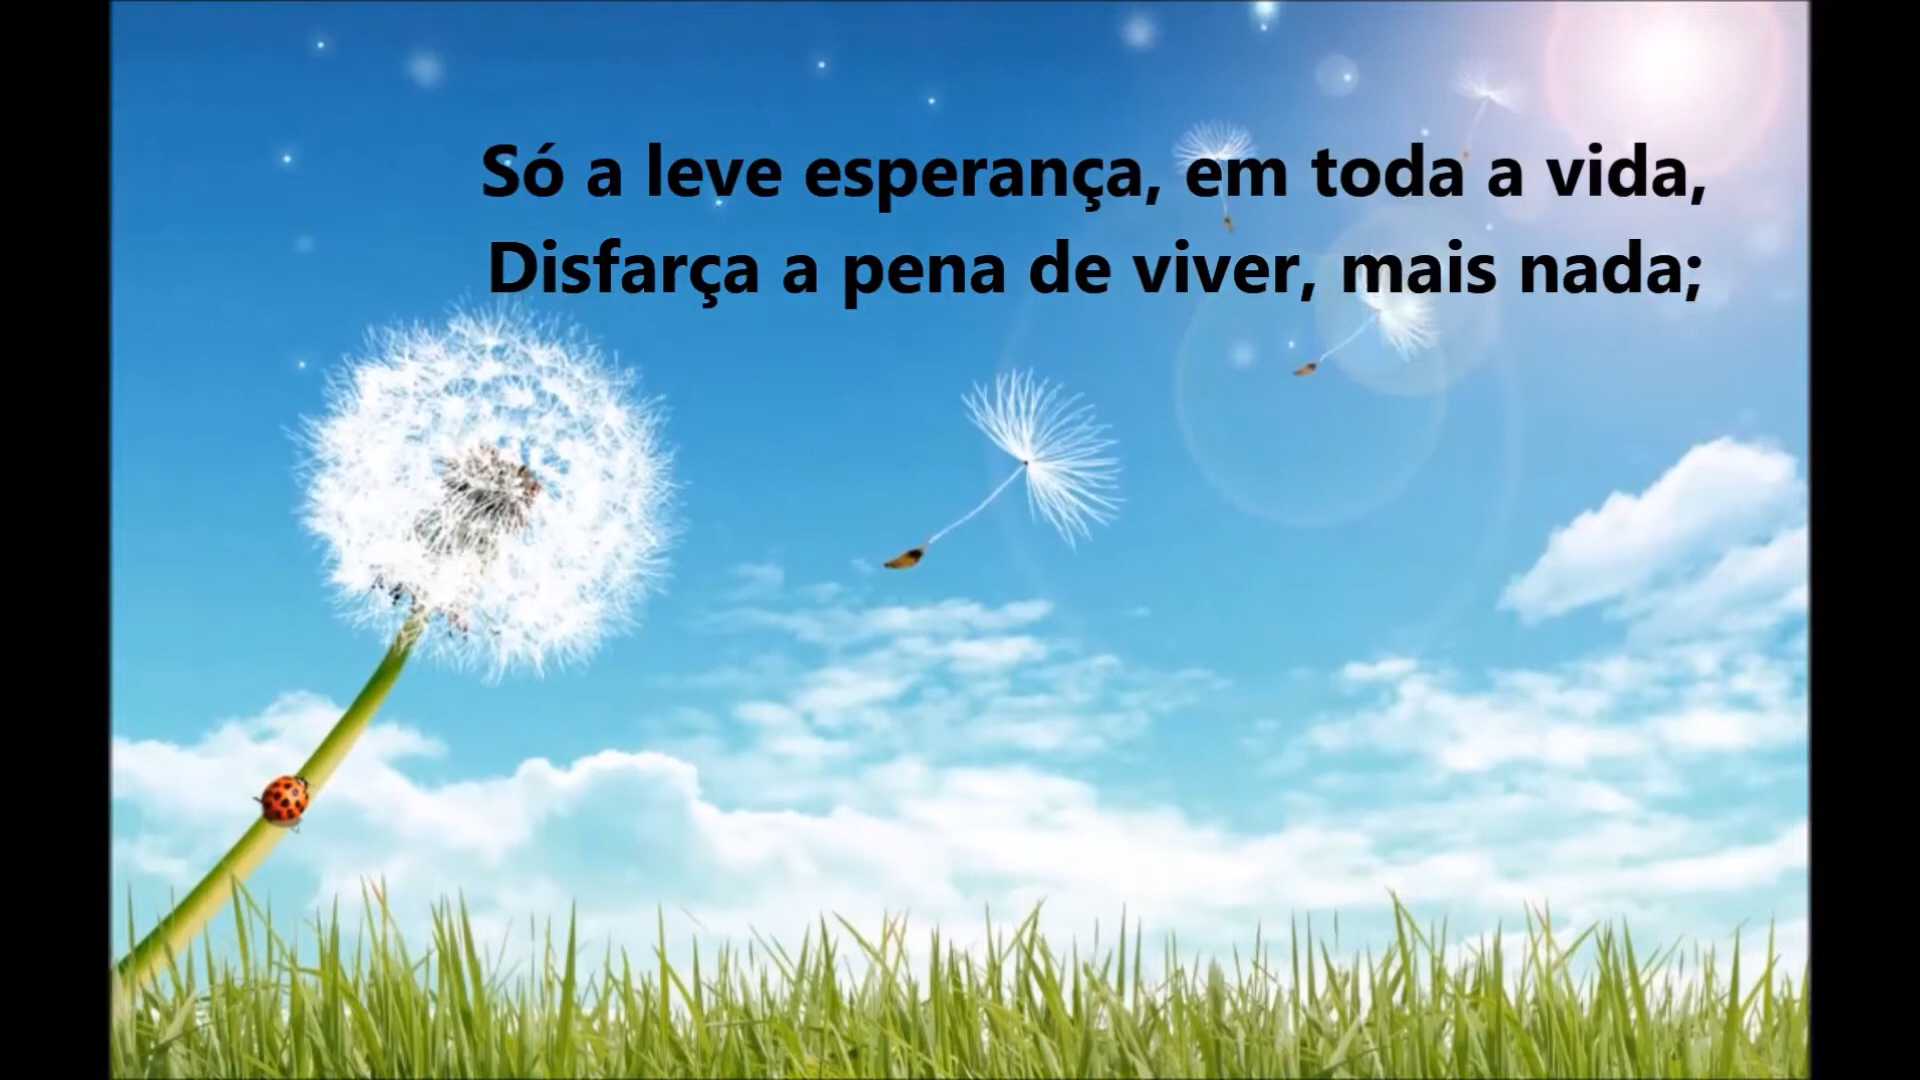 Só a leve esperança, em toda a vida,
Disfarça a pena de viver, mais nada;